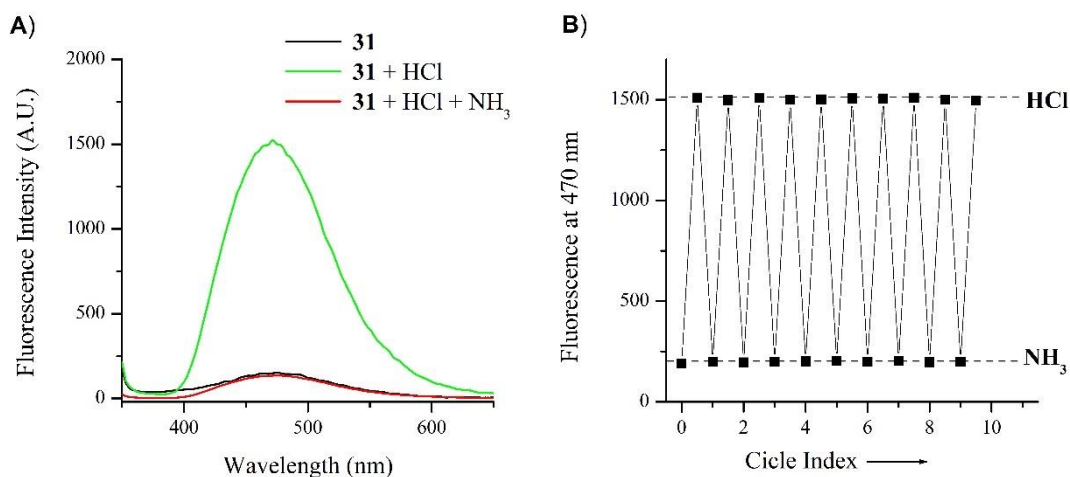 A)
31
31 + HCl
31 + HCl + NH₃
2000
1500
1000
500
0
Fluorescence Intensity (A.U.)
400 500 600
Wavelength (nm)
B)
1500
1000
500
0
Fluorescence at 470 nm
HCl
NH₃
0 2 4 6 8 10
Cicle Index